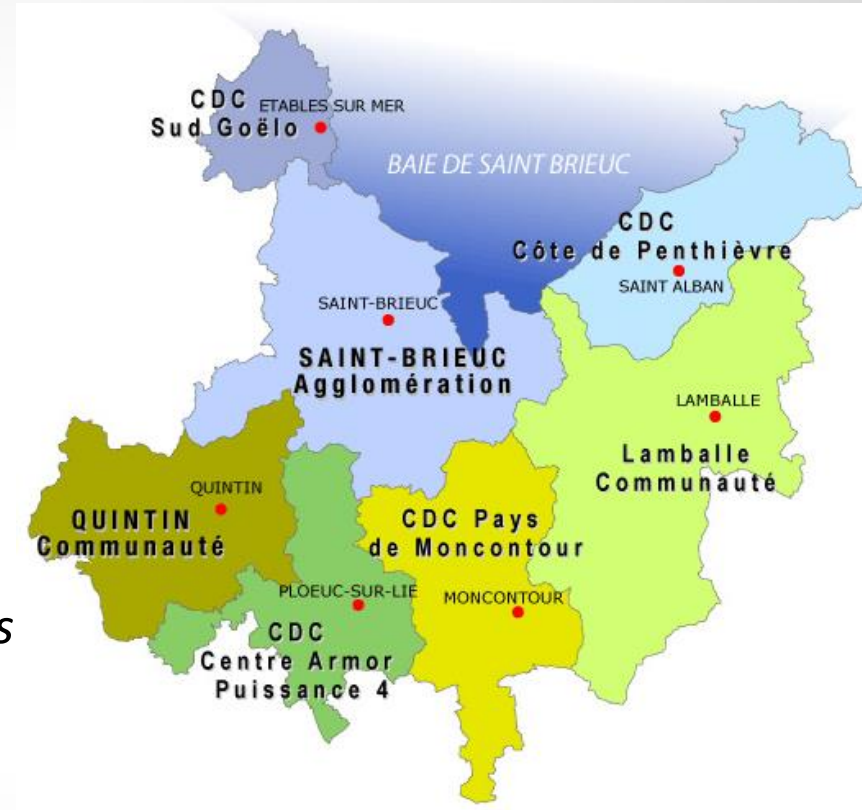 CDC
Sud Goëlo
ETABLES SUR MER
BAIE DE SAINT BRIEUC
CDC
Côte de Penthièvre
SAINT ALBAN
SAINT-BRIEUC
SAINT-BRIEUC
Agglomération
LAMBALLE
Lamballe
Communauté
QUINTIN
QUINTIN
Communauté
CDC Pays
de Moncontour
PLOEUC-SUR-LIE
MONCONTOUR
CDC
Centre Armor
Puissance 4
s